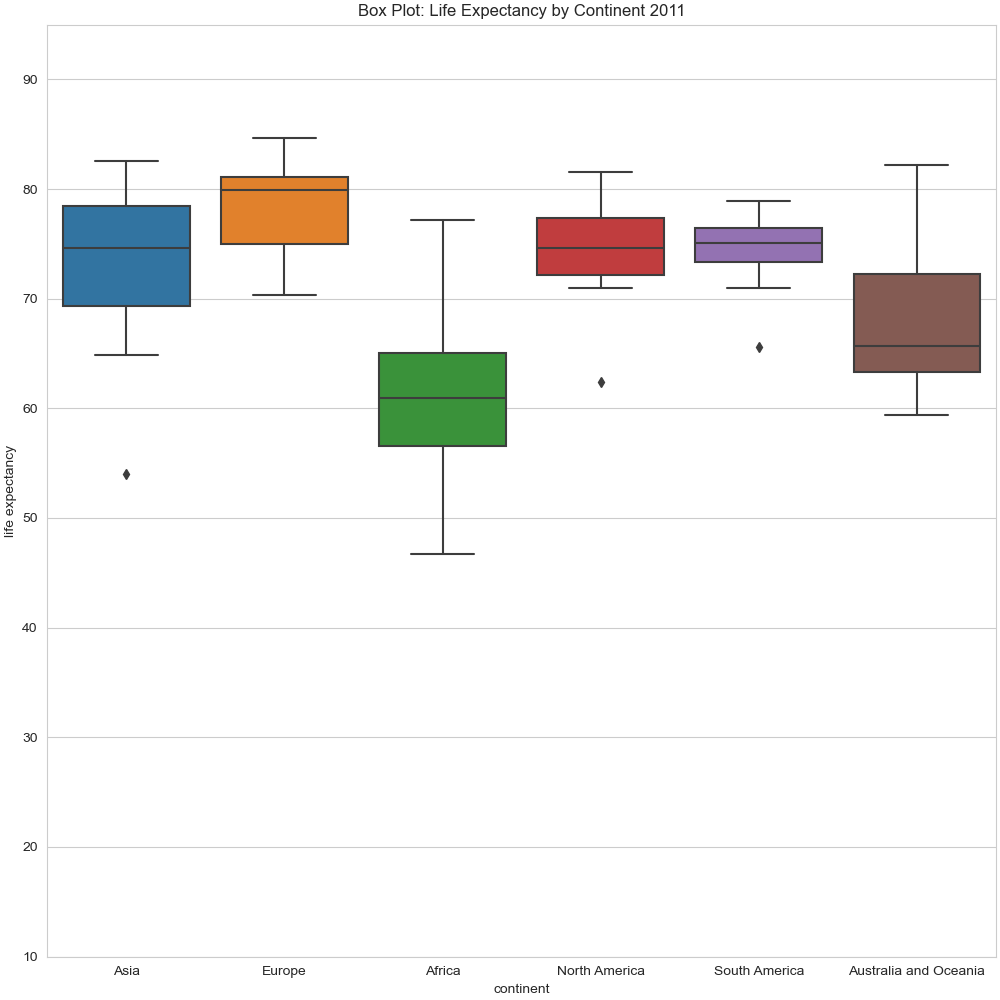 Box Plot: Life Expectancy by Continent 2011
90
80
70
60
50
40
30
20
10
life expectancy
Asia
Europe
Africa
North America
South America
Australia and Oceania
continent